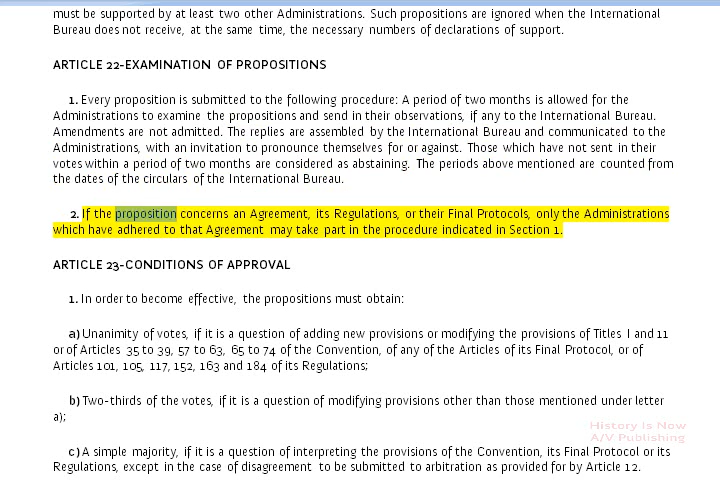 must be supported by at least two other Administrations. Such propositions are ignored when the International
Bureau does not receive, at the same time, the necessary numbers of declarations of support.
ARTICLE 22-EXAMINATION OF PROPOSITIONS
1. Every proposition is submitted to the following procedure: A period of two months is allowed for the
Administrations to examine the propositions and send in their observations, if any to the International Bureau.
Amendments are not admitted. The replies are assembled by the International Bureau and communicated to the
Administrations, with an invitation to pronounce themselves for or against. Those which have not sent in their
votes within a period of two months are considered as abstaining. The periods above mentioned are counted from
the dates of the circulars of the International Bureau.
2. If the proposition concerns an Agreement, its Regulations, or their Final Protocols, only the Administrations
which have adhered to that Agreement may take part in the procedure indicated in Section 1.
ARTICLE 23-CONDITIONS OF APPROVAL
1. In order to become effective, the propositions must obtain:
a) Unanimity of votes, if it is a question of adding new provisions or modifying the provisions of Titles I and 11
or of Articles 35 to 39, 57 to 63, 65 to 74 of the Convention, of any of the Articles of its Final Protocol, or of
Articles 101, 105, 117, 152, 163 and 184 of its Regulations;
b) Two-thirds of the votes, if it is a question of modifying provisions other than those mentioned under letter
a);
History Is Now
A/V Publishing
c) A simple majority, if it is a question of interpreting the provisions of the Convention, its Final Protocol or its
Regulations, except in the case of disagreement to be submitted to arbitration as provided for by Article 12.